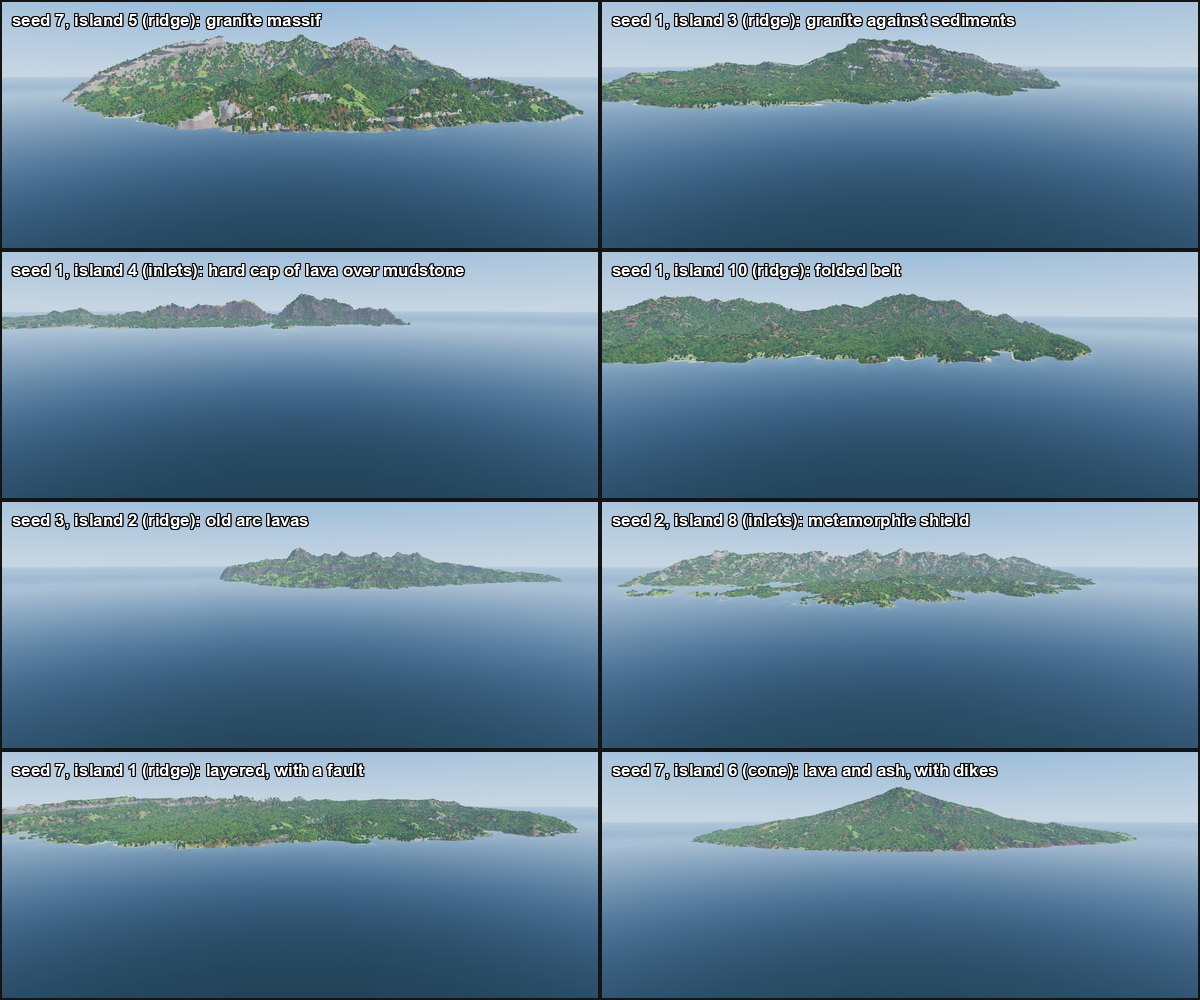 seed 7, island 5 (ridge): granite massif
seed 1, island 3 (ridge): granite against sediments
seed 1, island 4 (inlets): hard cap of lava over mudstone
seed 1, island 10 (ridge): folded belt
seed 3, island 2 (ridge): old arc lavas
seed 2, island 8 (inlets): metamorphic shield
seed 7, island 1 (ridge): layered, with a fault
seed 7, island 6 (cone): lava and ash, with dikes